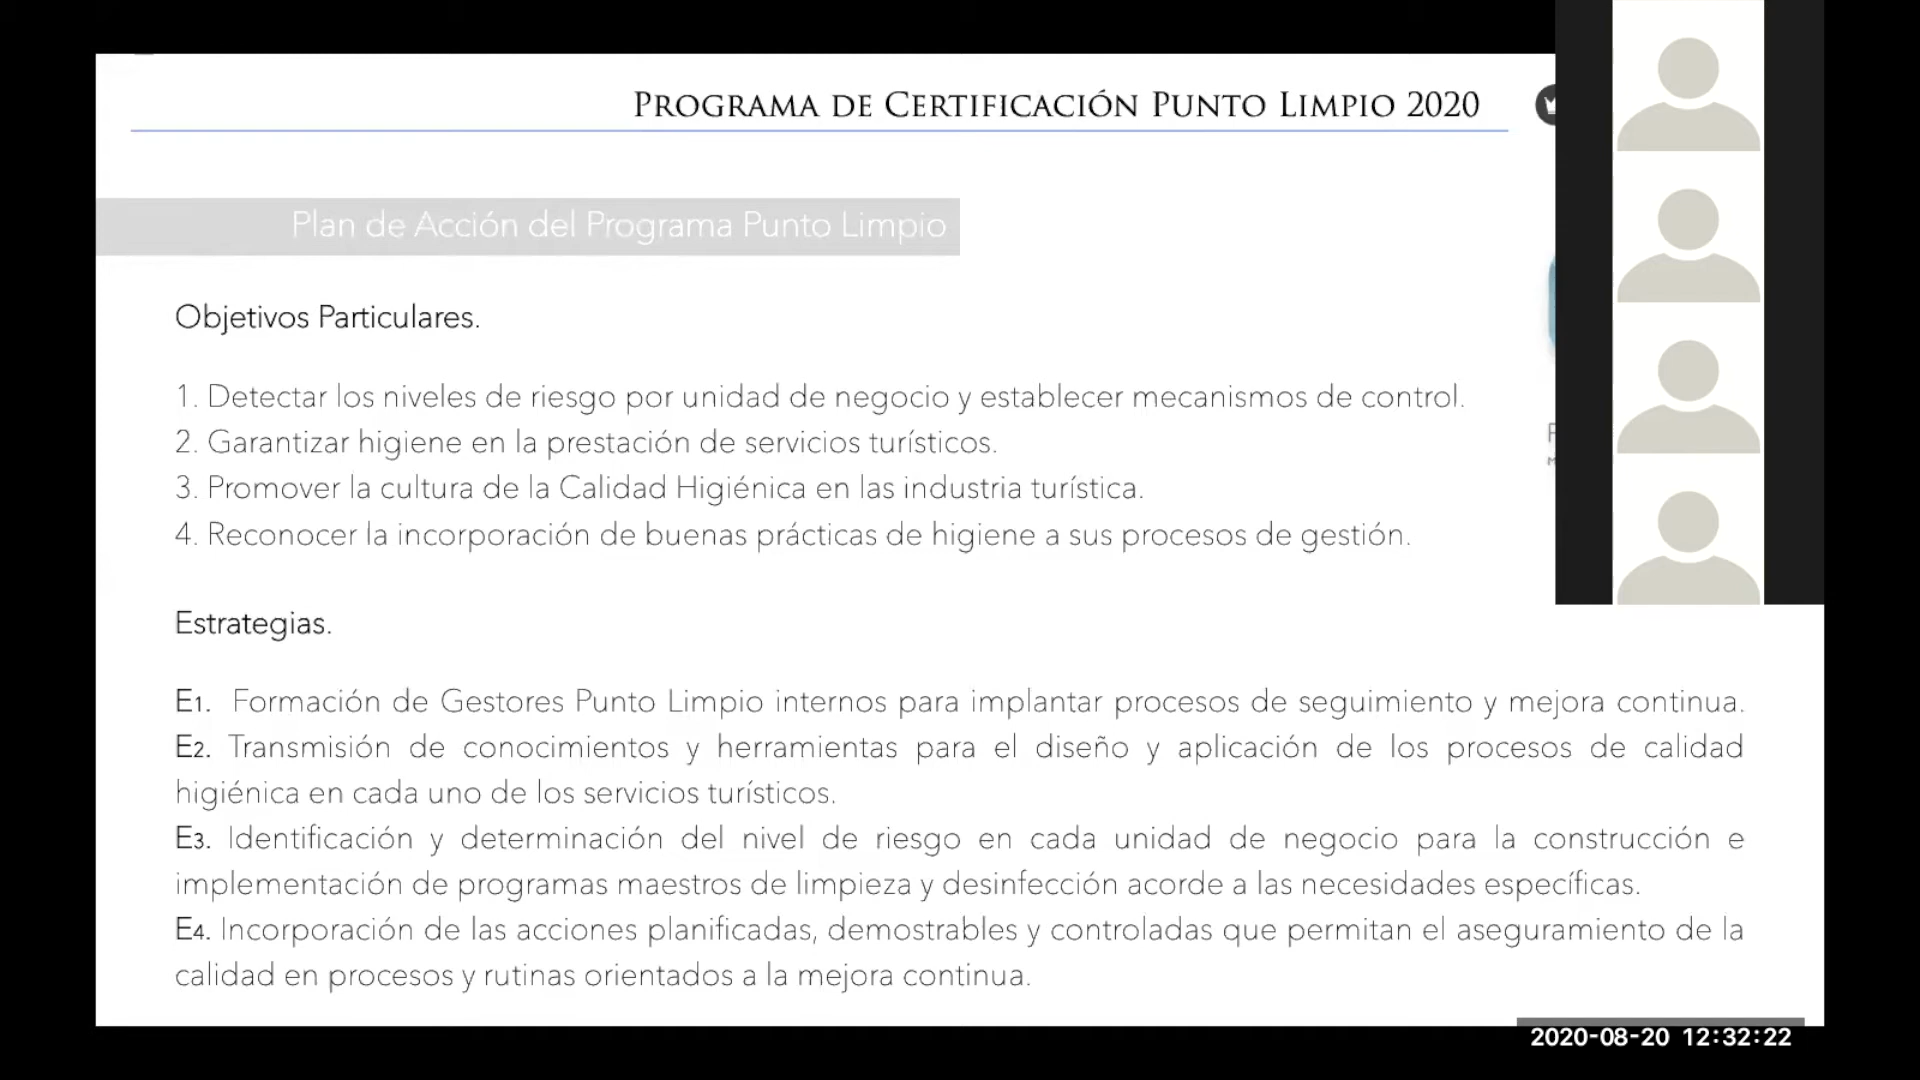 PROGRAMA DE CERTIFICACIÓN PUNTO LIMPIO 2020
Plan de Acción del Programa Punto Limpio
Objetivos Particulares.
1. Detectar los niveles de riesgo por unidad de negocio y establecer mecanismos de control.
2. Garantizar higiene en la prestación de servicios turísticos.
3. Promover la cultura de la Calidad Higiénica en las industria turística.
4. Reconocer la incorporación de buenas prácticas de higiene a sus procesos de gestión.
Estrategias.
E1. Formación de Gestores Punto Limpio internos para implantar procesos de seguimiento y mejora continua.
E2. Transmisión de conocimientos y herramientas para el diseño y aplicación de los procesos de calidad
higiénica en cada uno de los servicios turísticos.
E3. Identificación y determinación del nivel de riesgo en cada unidad de negocio para la construcción e
implementación de programas maestros de limpieza y desinfección acorde a las necesidades específicas.
E4. Incorporación de las acciones planificadas, demostrables y controladas que permitan el aseguramiento de la
calidad en procesos y rutinas orientados a la mejora continua.
2020-08-20 12:32:22